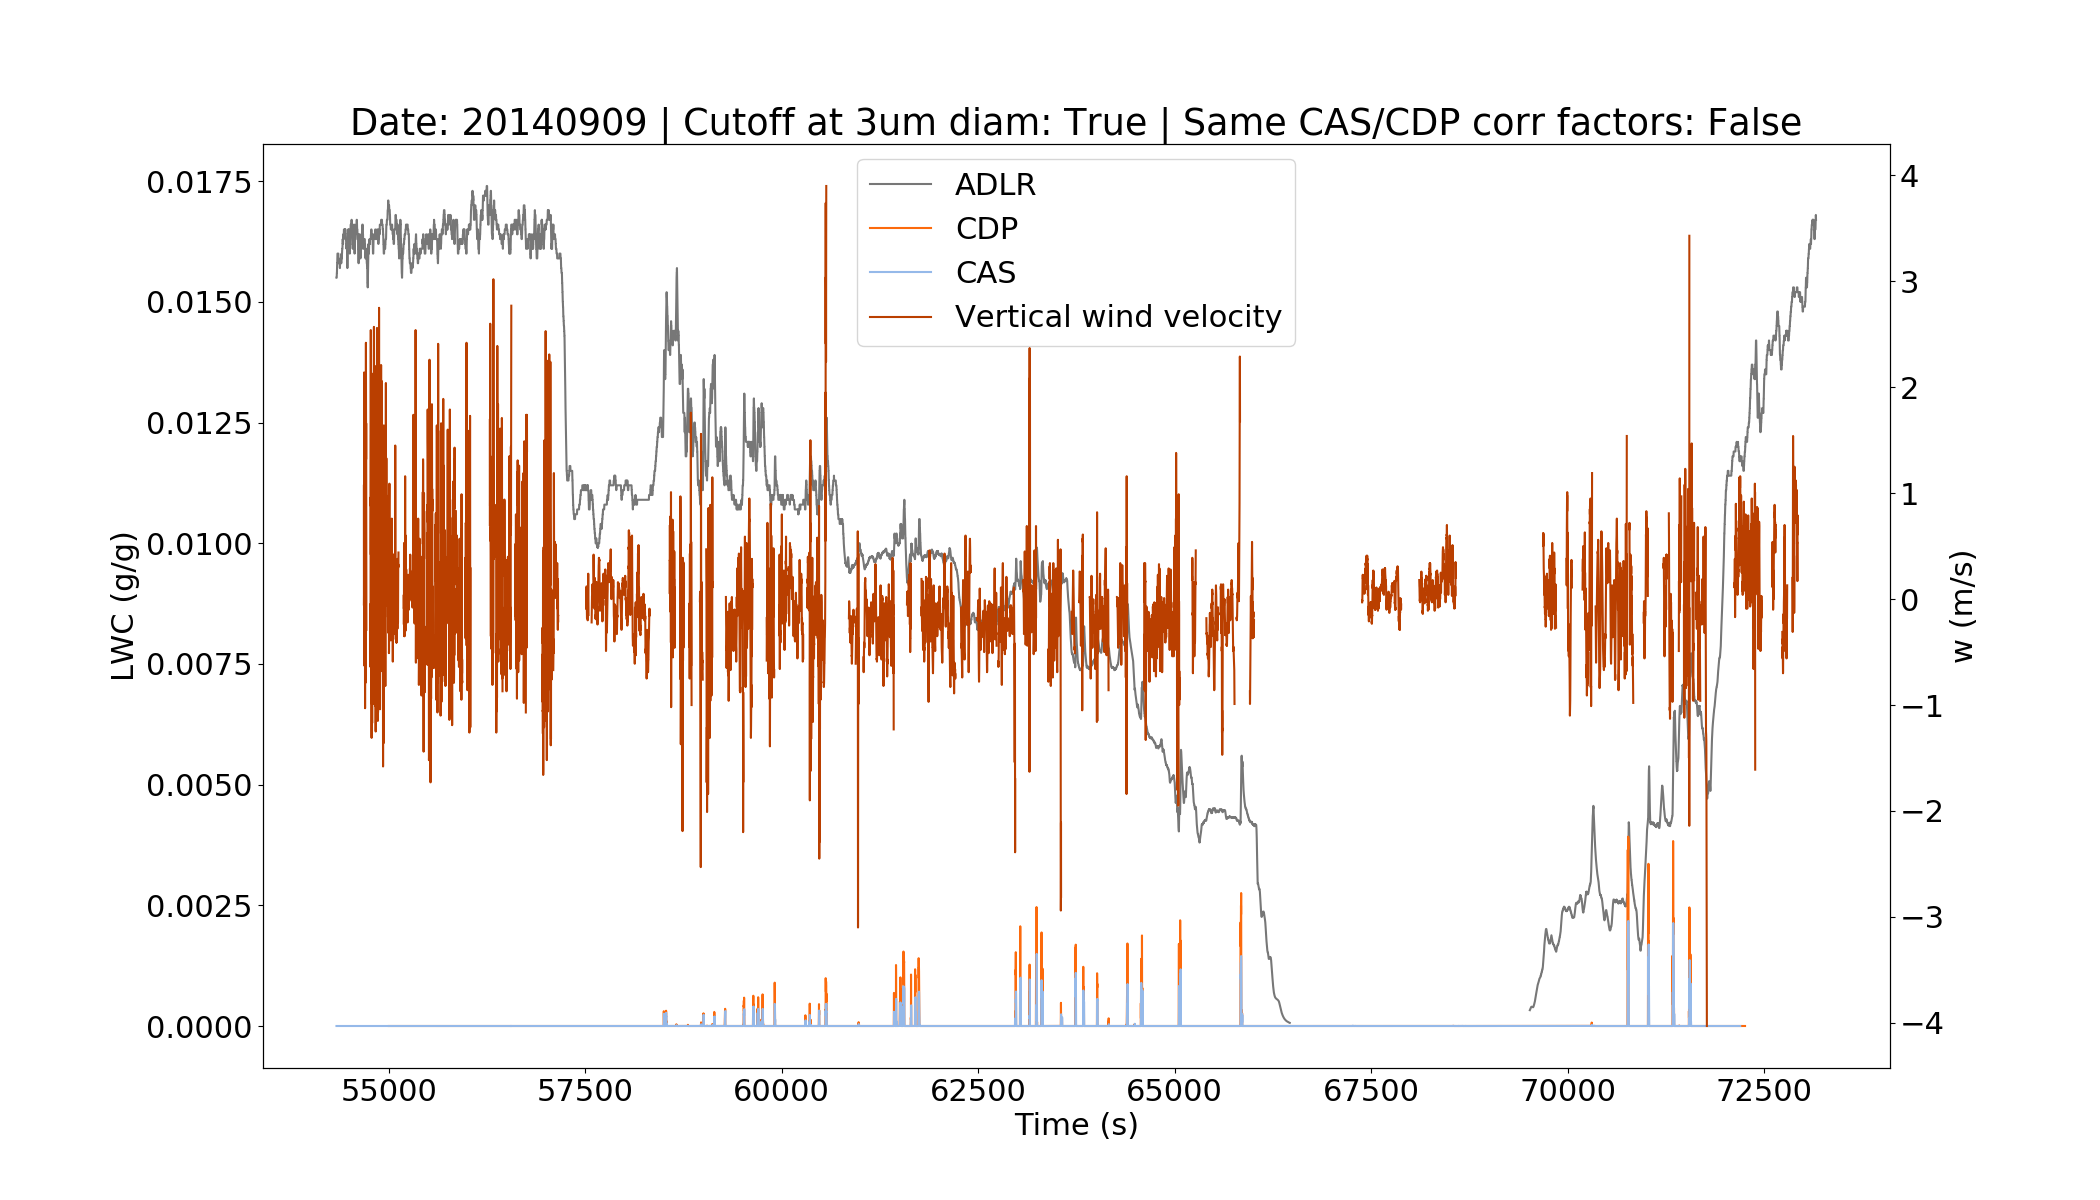 Date: 20140909 | Cutoff at 3um diam: True | Same CAS/CDP corr factors: False
ADLR
CDP
CAS
Vertical wind velocity
LWC (g/g)
0.0175
0.0150
0.0125
0.0100
0.0075
0.0050
0.0025
0.0000
w (m/s)
4
3
2
1
0
−1
−2
−3
−4
55000 57500 60000 62500 65000 67500 70000 72500
Time (s)